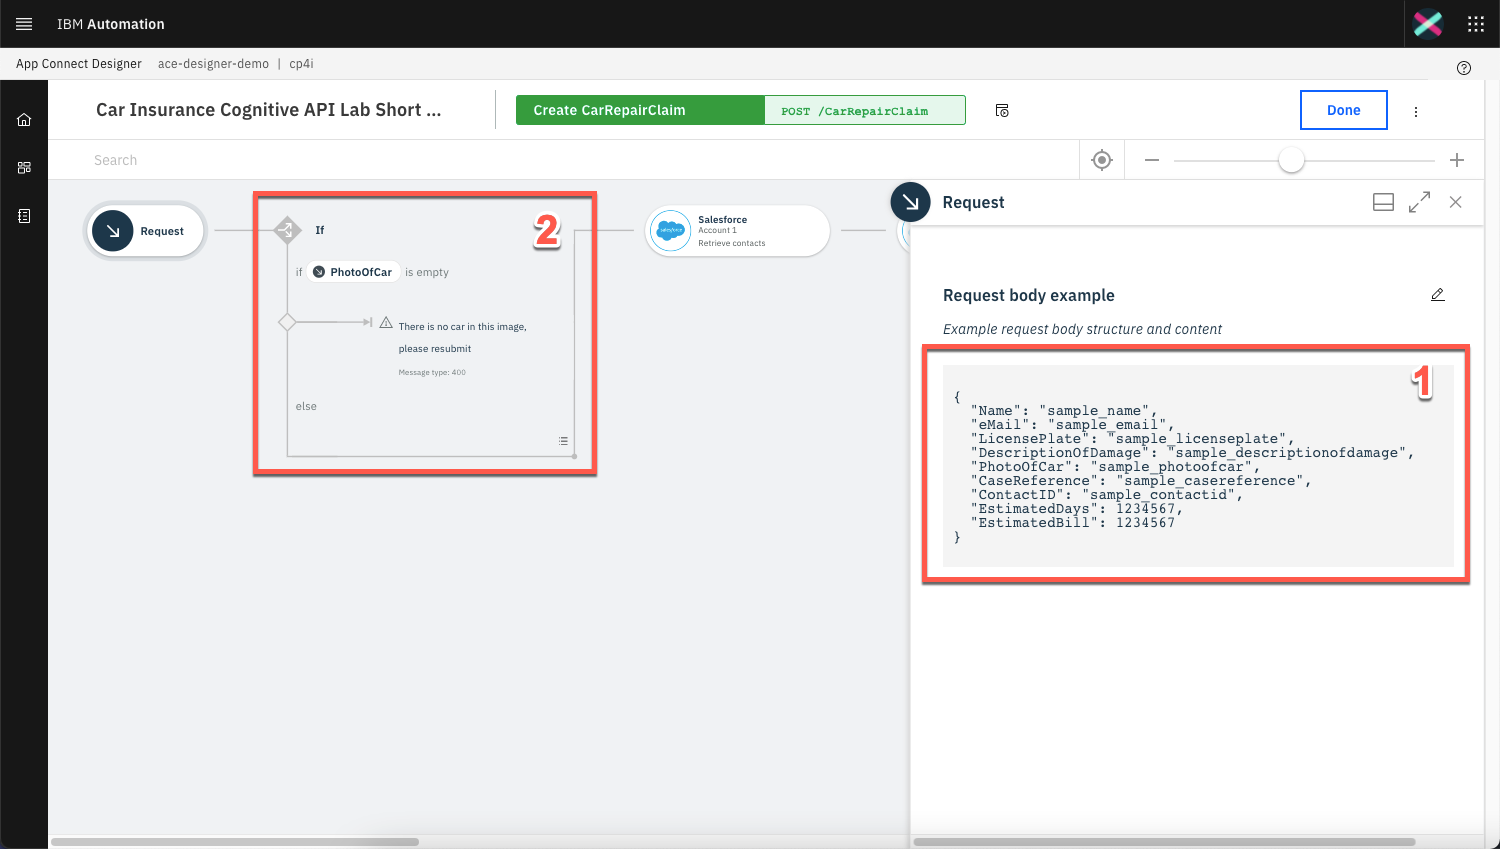 IBM Automation
App Connect Designer ace-designer-demo | cp4i
Car Insurance Cognitive API Lab Short ...
Create CarRepairClaim
POST /CarRepairClaim
Done
Search
Request
If
2
if PhotoOfCar is empty
There is no car in this image,
please resubmit
Message type: 400
else
salesforce
Salesforce
Account 1
Retrieve contacts
Request
Request body example
Example request body structure and content
1
{
"Name": "sample_name",
"eMail": "sample_email",
"LicensePlate": "sample_licenseplate",
"DescriptionOfDamage": "sample_descriptionofdamage",
"PhotoOfCar": "sample_photoofcar",
"CaseReference": "sample_casereference",
"ContactID": "sample_contactid",
"EstimatedDays": 1234567,
"EstimatedBill": 1234567
}